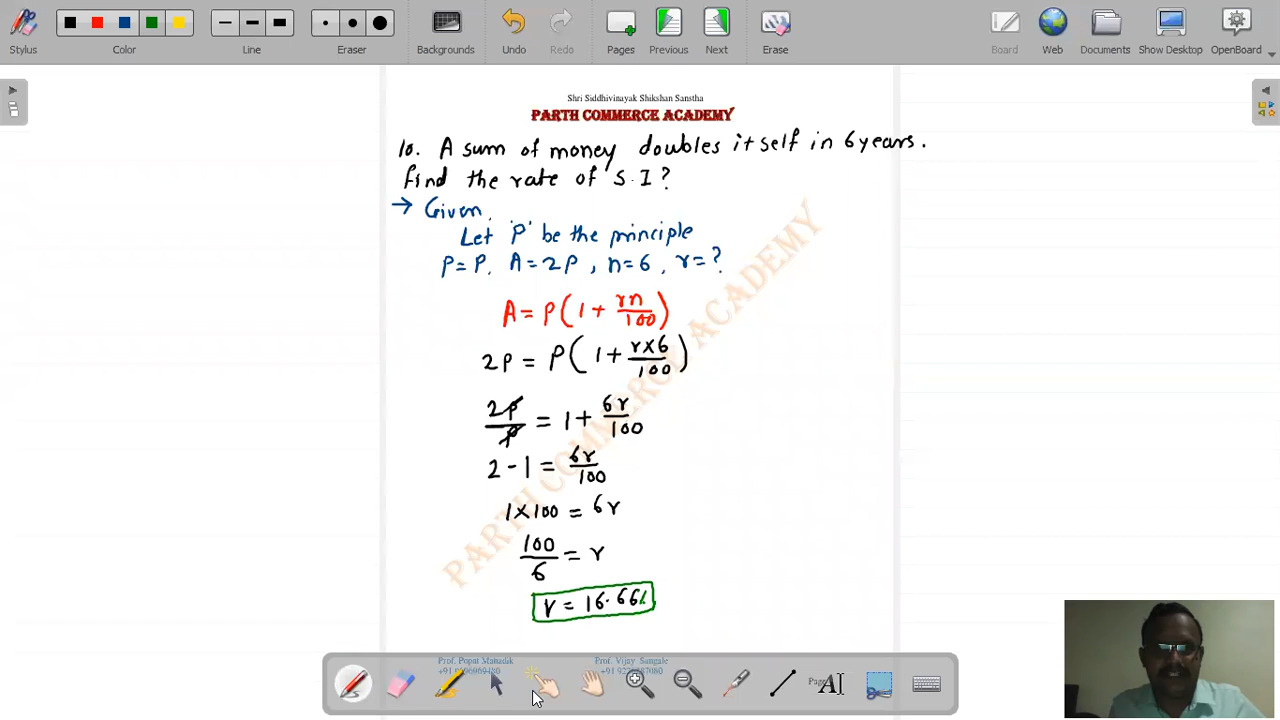 Stylus Color Line Eraser Backgrounds Undo Redo Pages Previous Next Erase Board Web Documents Show Desktop OpenBoard
Shri Siddhivinayak Shikshan Sanstha
PARTH COMMERCE ACADEMY
10. A sum of money doubles itself in 6 years.
Find the rate of S.I?
→ Given,
Let 'P' be the principle
P = P, A = 2P, n = 6, r = ?
A = P(1 + rn/100)
2P = P(1 + r×6/100)
2P/P = 1 + 6r/100
2 - 1 = 6r/100
1 × 100 = 6r
100/6 = r
r = 16.66%
PARTH COMMERCE ACADEMY
Prof. Popat Mahadik Prof. Vijay Sangale
Page